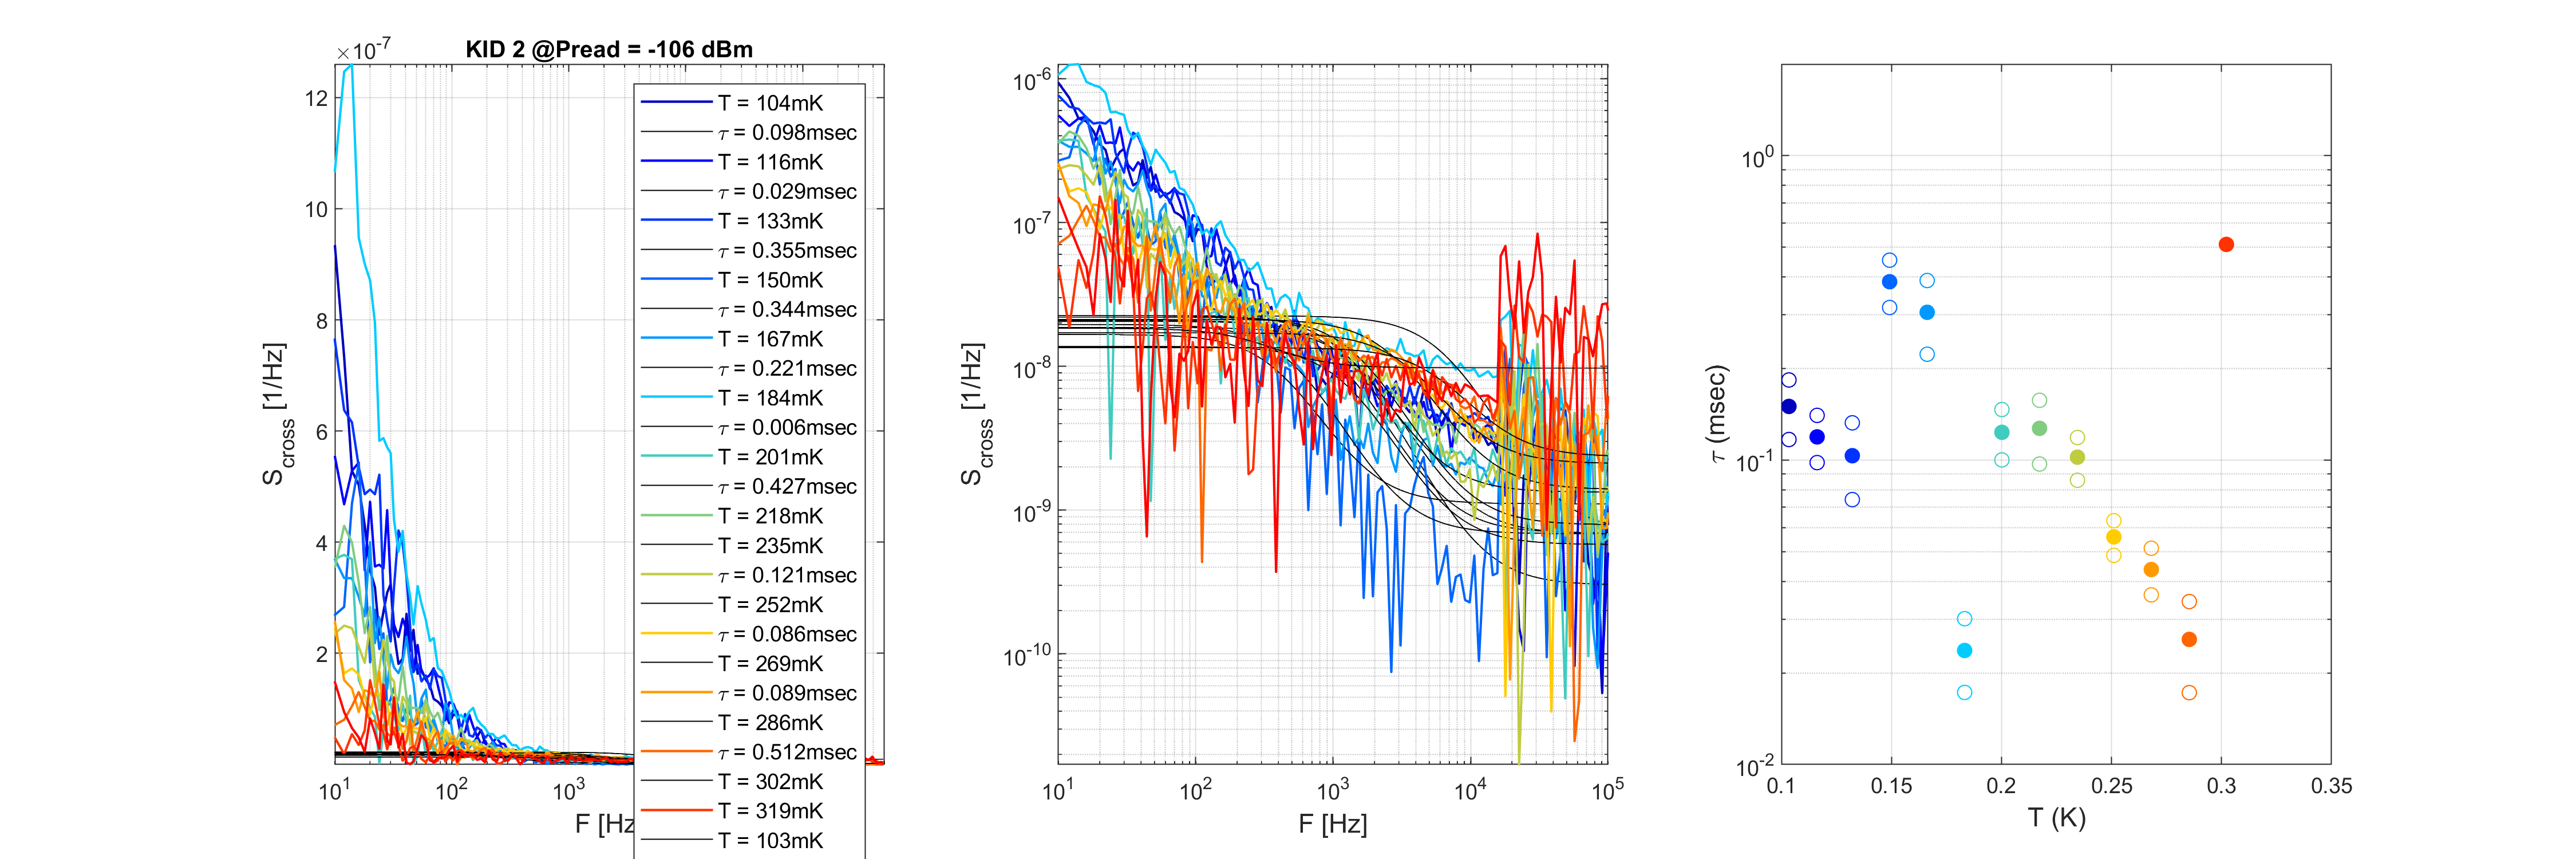 KID 2 @Pread = -106 dBm
×10⁻⁷
12
10
8
6
4
2
S_cross [1/Hz]
10¹ 10² 10³
F [Hz
T = 104mK
τ = 0.098msec
T = 116mK
τ = 0.029msec
T = 133mK
τ = 0.355msec
T = 150mK
τ = 0.344msec
T = 167mK
τ = 0.221msec
T = 184mK
τ = 0.006msec
T = 201mK
τ = 0.427msec
T = 218mK
T = 235mK
τ = 0.121msec
T = 252mK
τ = 0.086msec
T = 269mK
τ = 0.089msec
T = 286mK
τ = 0.512msec
T = 302mK
T = 319mK
T = 103mK
10⁻⁶
10⁻⁷
10⁻⁸
10⁻⁹
10⁻¹⁰
S_cross [1/Hz]
10¹ 10² 10³ 10⁴ 10⁵
F [Hz]
10⁰
10⁻¹
10⁻²
τ (msec)
0.1 0.15 0.2 0.25 0.3 0.35
T (K)